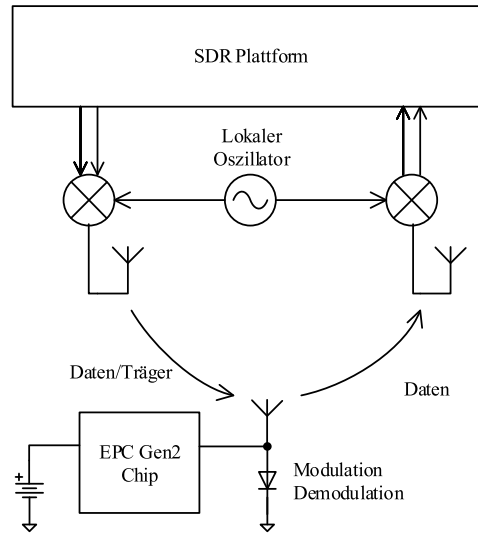 SDR Plattform
Lokaler
Oszillator
Daten/Träger
Daten
EPC Gen2
Chip
Modulation
Demodulation
+